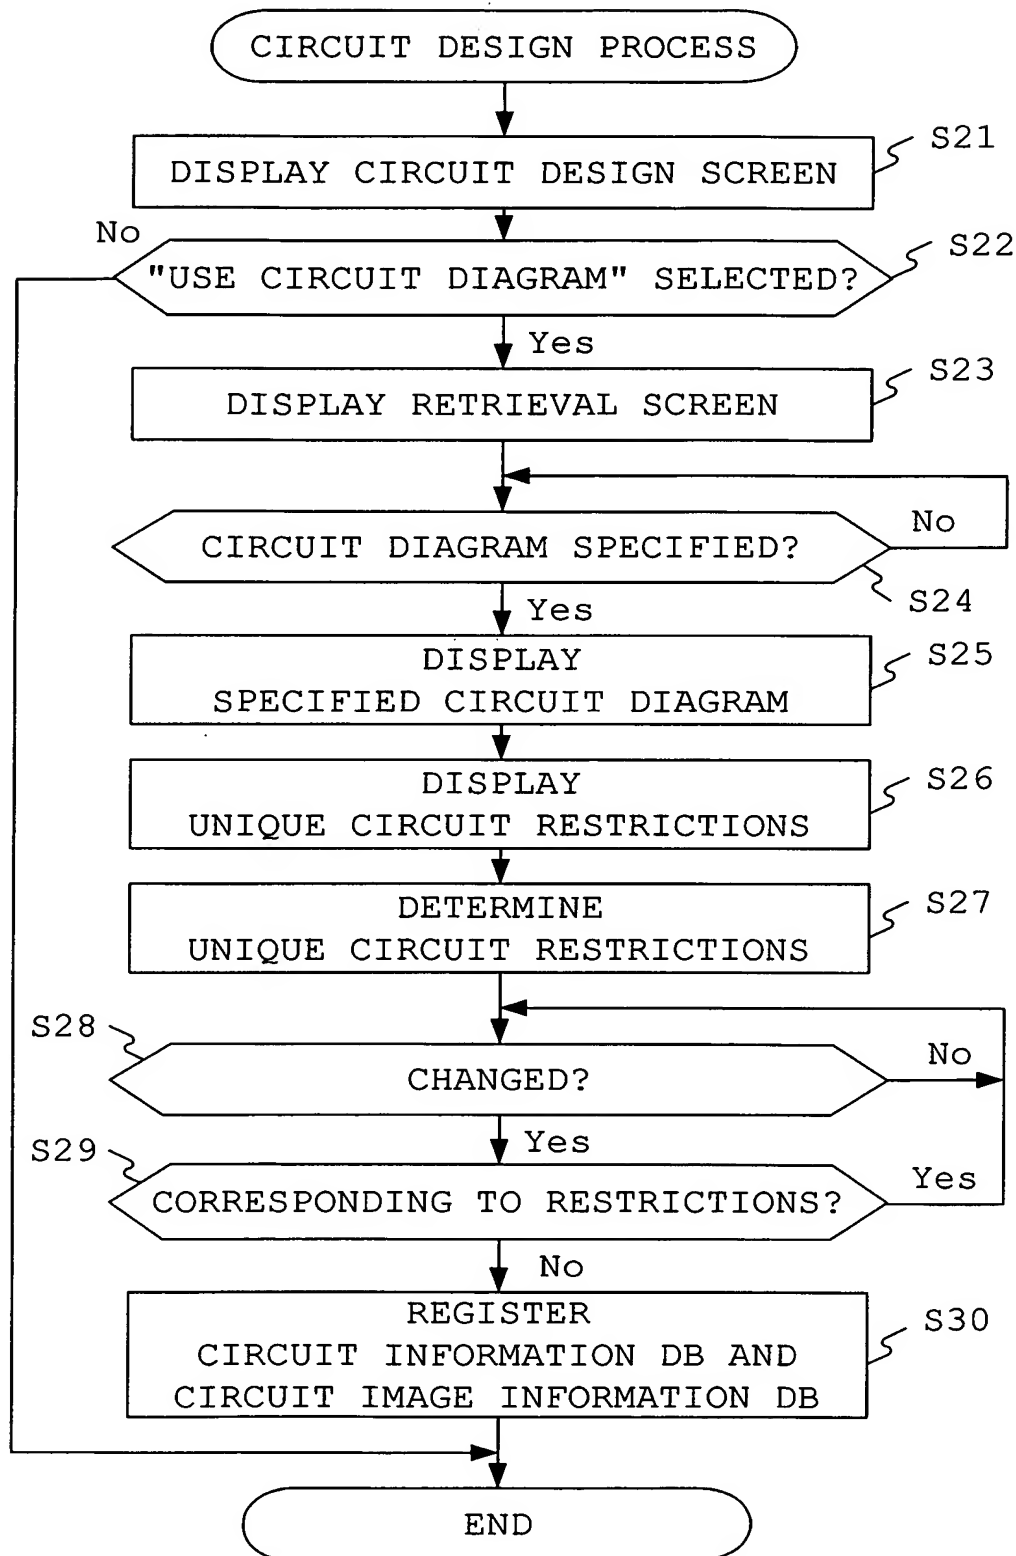 CIRCUIT DESIGN PROCESS
S21
DISPLAY CIRCUIT DESIGN SCREEN
No
S22
"USE CIRCUIT DIAGRAM" SELECTED?
Yes
S23
DISPLAY RETRIEVAL SCREEN
No
CIRCUIT DIAGRAM SPECIFIED?
S24
Yes
S25
DISPLAY
SPECIFIED CIRCUIT DIAGRAM
S26
DISPLAY
UNIQUE CIRCUIT RESTRICTIONS
S27
DETERMINE
UNIQUE CIRCUIT RESTRICTIONS
S28
No
CHANGED?
Yes
S29
Yes
CORRESPONDING TO RESTRICTIONS?
No
S30
REGISTER
CIRCUIT INFORMATION DB AND
CIRCUIT IMAGE INFORMATION DB
END